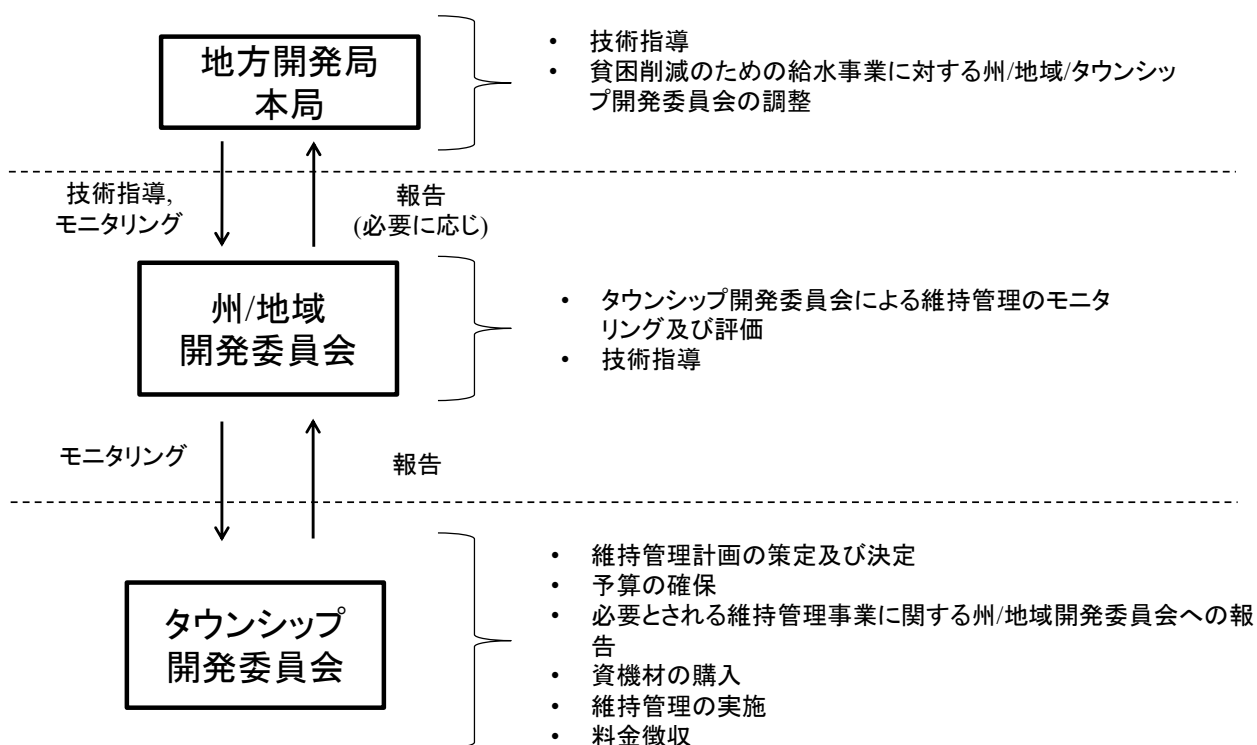 地方開発局
本局
• 技術指導
• 貧困削減のための給水事業に対する州/地域/タウンシッ
プ開発委員会の調整
技術指導,
モニタリング
報告
(必要に応じ)
州/地域
開発委員会
• タウンシップ開発委員会による維持管理のモニタ
リング及び評価
• 技術指導
モニタリング
報告
タウンシップ
開発委員会
• 維持管理計画の策定及び決定
• 予算の確保
• 必要とされる維持管理事業に関する州/地域開発委員会への報
告
• 資機材の購入
• 維持管理の実施
• 料金徴収